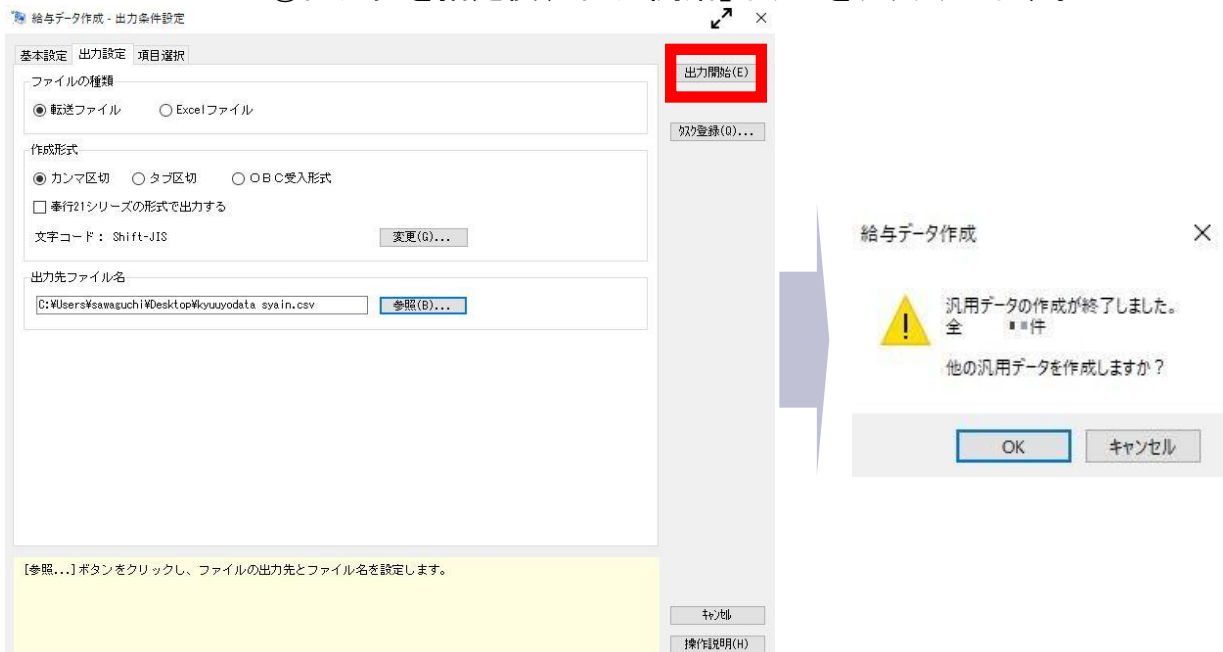 給与データ作成 - 出力条件設定
基本設定 出力設定 項目選択
ファイルの種類
転送ファイル Excelファイル
作成形式
カンマ区切 タブ区切 OBC受入形式
奉行21シリーズの形式で出力する
文字コード: Shift-JIS 変更(G)...
出力先ファイル名
C:¥Users¥sawaguchi¥Desktop¥kyuuyodata syain.csv 参照(B)...
[参照...]ボタンをクリックし、ファイルの出力先とファイル名を設定します。
出力開始(E)
タスク登録(Q)...
キャンセル
操作説明(H)
給与データ作成
汎用データの作成が終了しました。
全 件
他の汎用データを作成しますか?
OK キャンセル